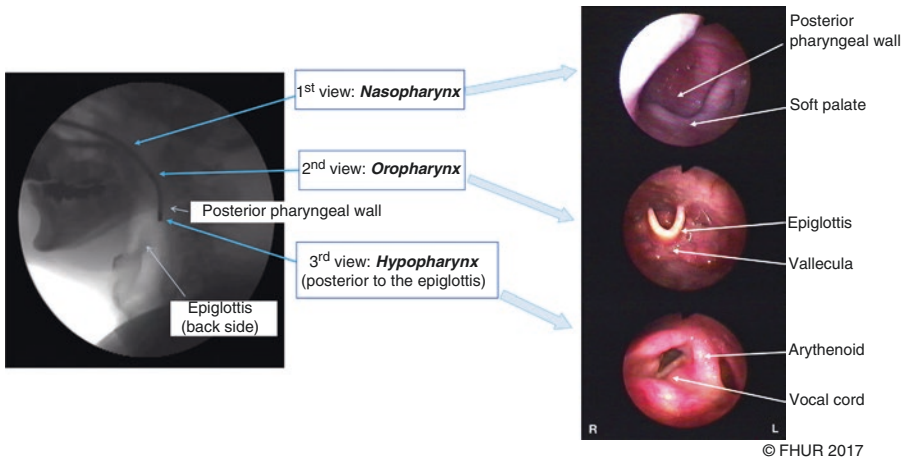 1st view: Nasopharynx
2nd view: Oropharynx
Posterior pharyngeal wall
3rd view: Hypopharynx
(posterior to the epiglottis)
Epiglottis
(back side)
Posterior
pharyngeal wall
Soft palate
Epiglottis
Vallecula
Arythenoid
Vocal cord
R L
© FHUR 2017